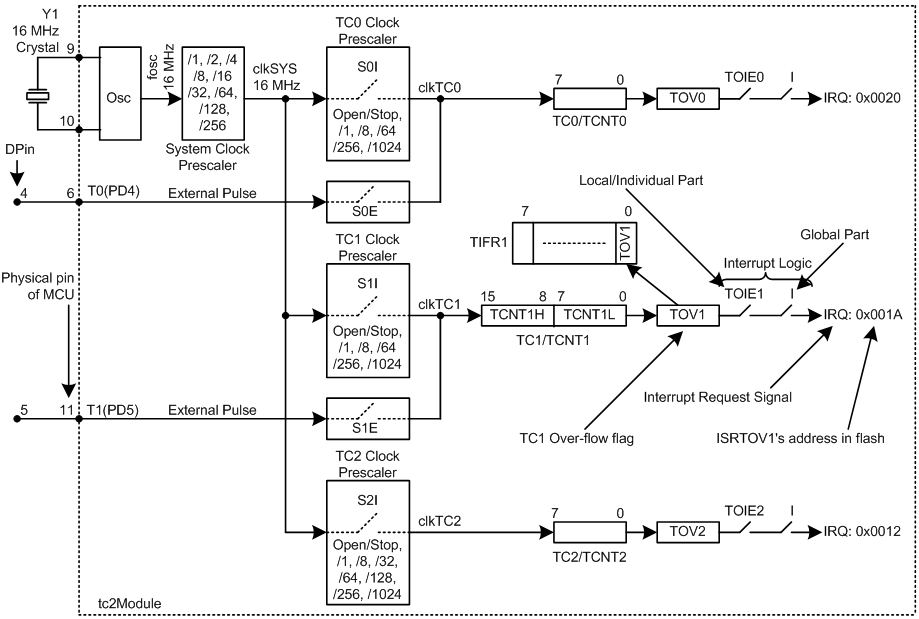 Y1
16 MHz
Crystal
9
10
Osc
fosc
16 MHz
/1, /2, /4
/8, /16
/32, /64,
/128,
/256
System Clock
Prescaler
clkSYS
16 MHz
TC0 Clock
Prescaler
S0I
Open/Stop,
/1, /8, /64
/256, /1024
clkTC0
7 0
TC0/TCNT0
TOV0
TOIE0
I
IRQ: 0x0020
DPin
4
6
T0(PD4)
External Pulse
S0E
Local/Individual Part
7 0
TIFR1
TOV1
Global Part
Interrupt Logic
TC1 Clock
Prescaler
S1I
Open/Stop,
/1, /8, /64
/256, /1024
clkTC1
15 8 7 0
TCNT1H
TCNT1L
TC1/TCNT1
TOV1
TOIE1
I
IRQ: 0x001A
Physical pin
of MCU
Interrupt Request Signal
5
11
T1(PD5)
External Pulse
S1E
TC1 Over-flow flag
ISRTOV1's address in flash
TC2 Clock
Prescaler
S2I
Open/Stop,
/1, /8, /32,
/64, /128,
/256, /1024
clkTC2
7 0
TC2/TCNT2
TOV2
TOIE2
I
IRQ: 0x0012
tc2Module